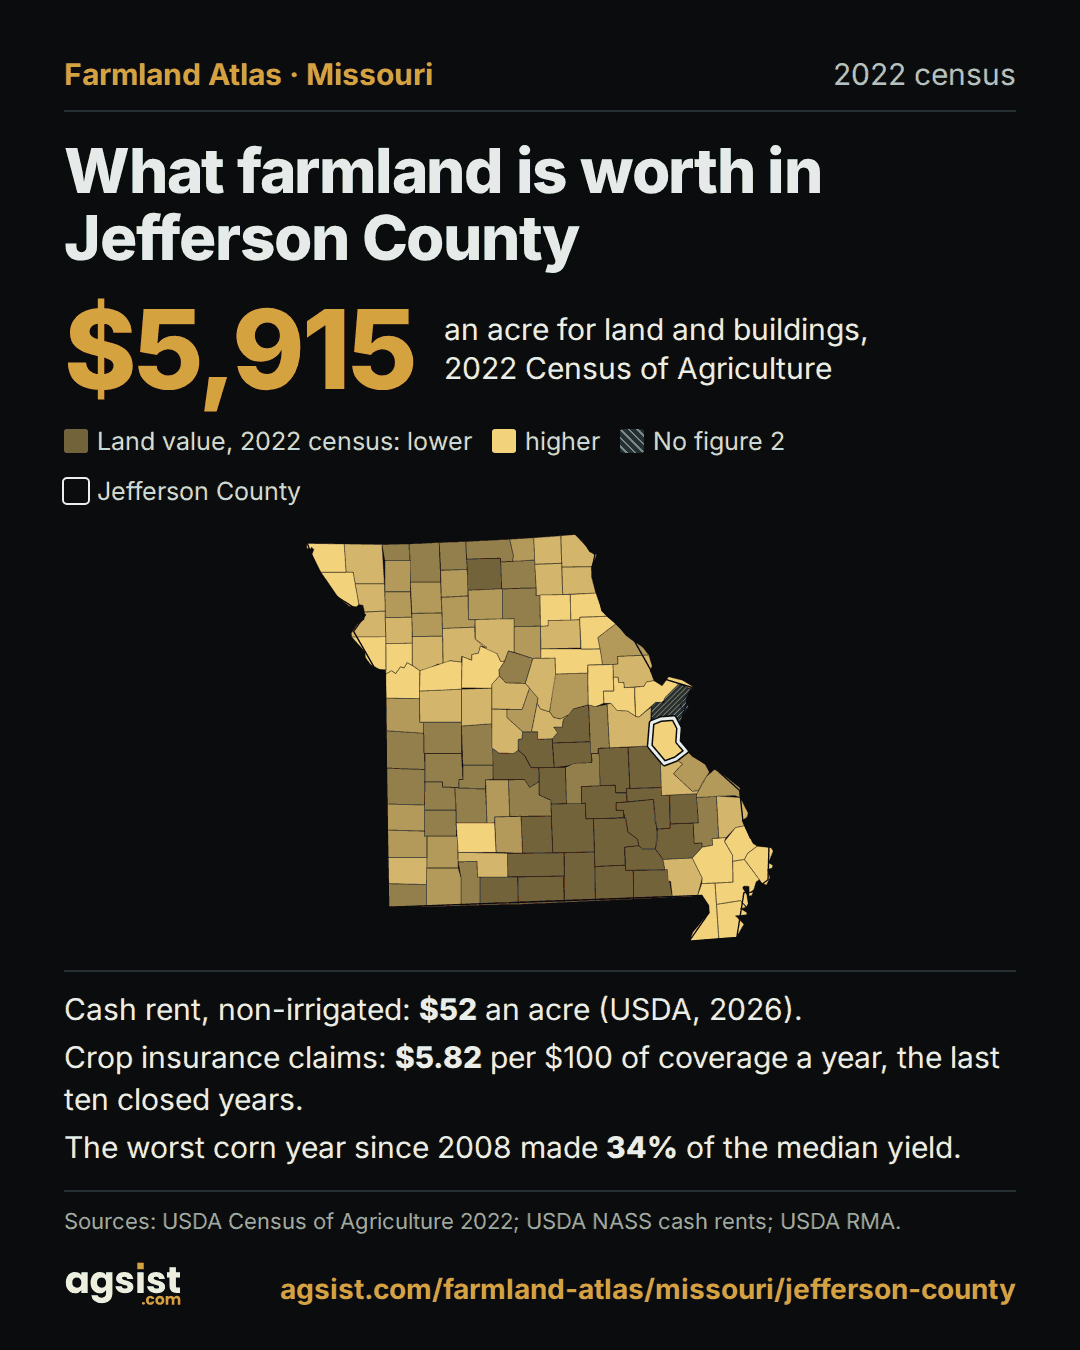 Farmland Atlas · Missouri
2022 census
What farmland is worth in
Jefferson County
$5,915
an acre for land and buildings,
2022 Census of Agriculture
Land value, 2022 census: lower
higher
No figure 2
Jefferson County
Cash rent, non-irrigated: $52 an acre (USDA, 2026).
Crop insurance claims: $5.82 per $100 of coverage a year, the last
ten closed years.
The worst corn year since 2008 made 34% of the median yield.
Sources: USDA Census of Agriculture 2022; USDA NASS cash rents; USDA RMA.
agsist
.com
agsist.com/farmland-atlas/missouri/jefferson-county